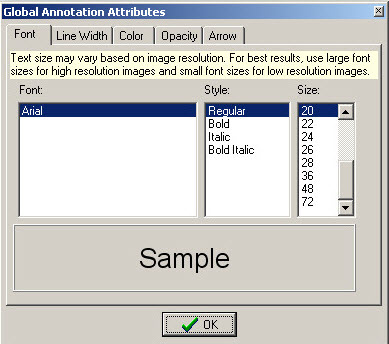 Global Annotation Attributes
Font Line Width Color Opacity Arrow
Text size may vary based on image resolution. For best results, use large font
sizes for high resolution images and small font sizes for low resolution images.
Font: Style: Size:
Arial Regular 20
Bold 22
Italic 24
Bold Italic 26
28
36
48
72
Sample
OK